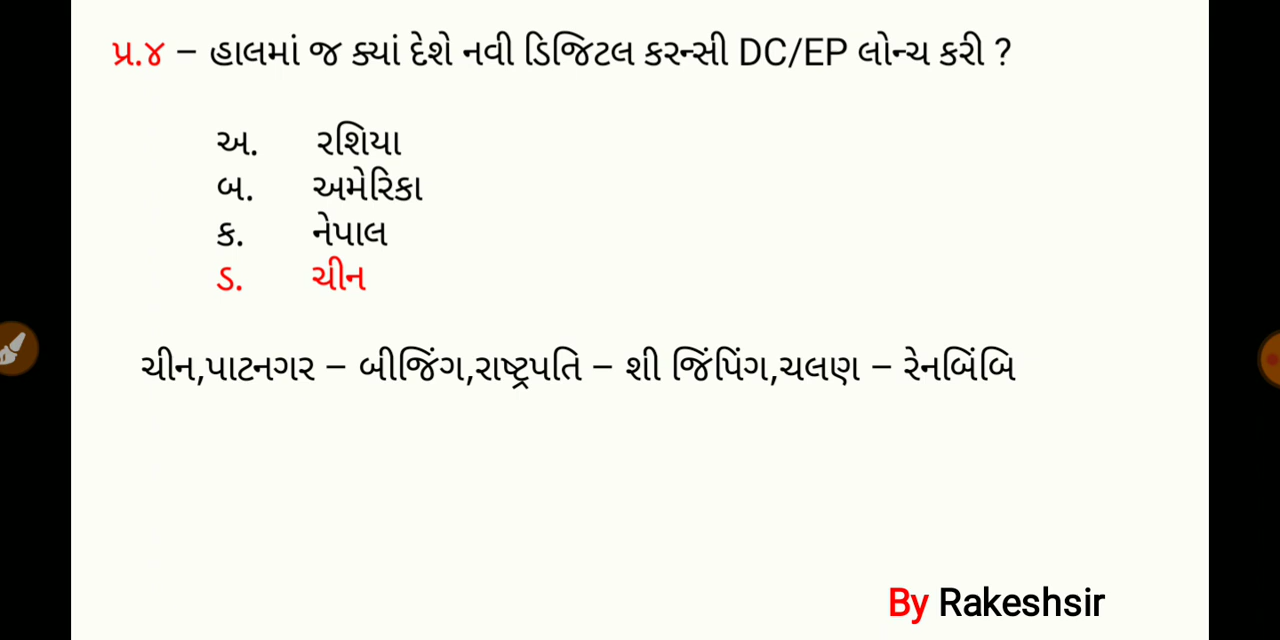 પ્ર.૪ – હાલમાં જ ક્યાં દેશે નવી ડિજિટલ કરન્સી DC/EP લોન્ચ કરી ?
અ. રશિયા
બ. અમેરિકા
ક. નેપાલ
ડ. ચીન
ચીન,પાટનગર – બીજિંગ,રાષ્ટ્રપતિ – શી જિંપિંગ,ચલણ – રેનબિંબિ
By Rakeshsir